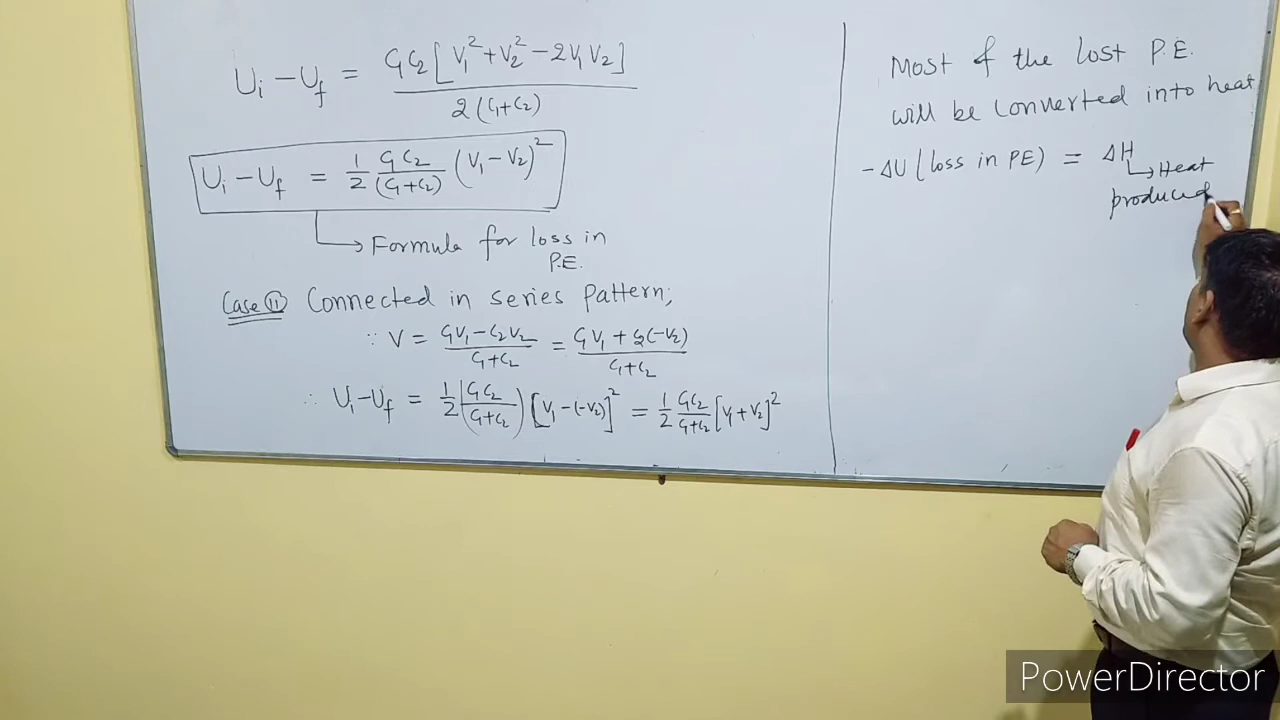 Uᵢ − U_f = C₁C₂[V₁² + V₂² − 2V₁V₂] / 2(C₁+C₂)
Uᵢ − U_f = 1/2 C₁C₂/(C₁+C₂) (V₁ − V₂)²
Formula for loss in
P.E.
Case II Connected in series pattern;
∵ V = (C₁V₁ − C₂V₂)/(C₁+C₂) = (C₁V₁ + C₂(−V₂))/(C₁+C₂)
∴ Uᵢ − U_f = 1/2 (C₁C₂/(C₁+C₂)) [V₁ − (−V₂)]² = 1/2 C₁C₂/(C₁+C₂) [V₁ + V₂]²
Most of the lost P.E.
will be converted into heat
−ΔU (loss in PE) = ΔH
Heat
produced
PowerDirector